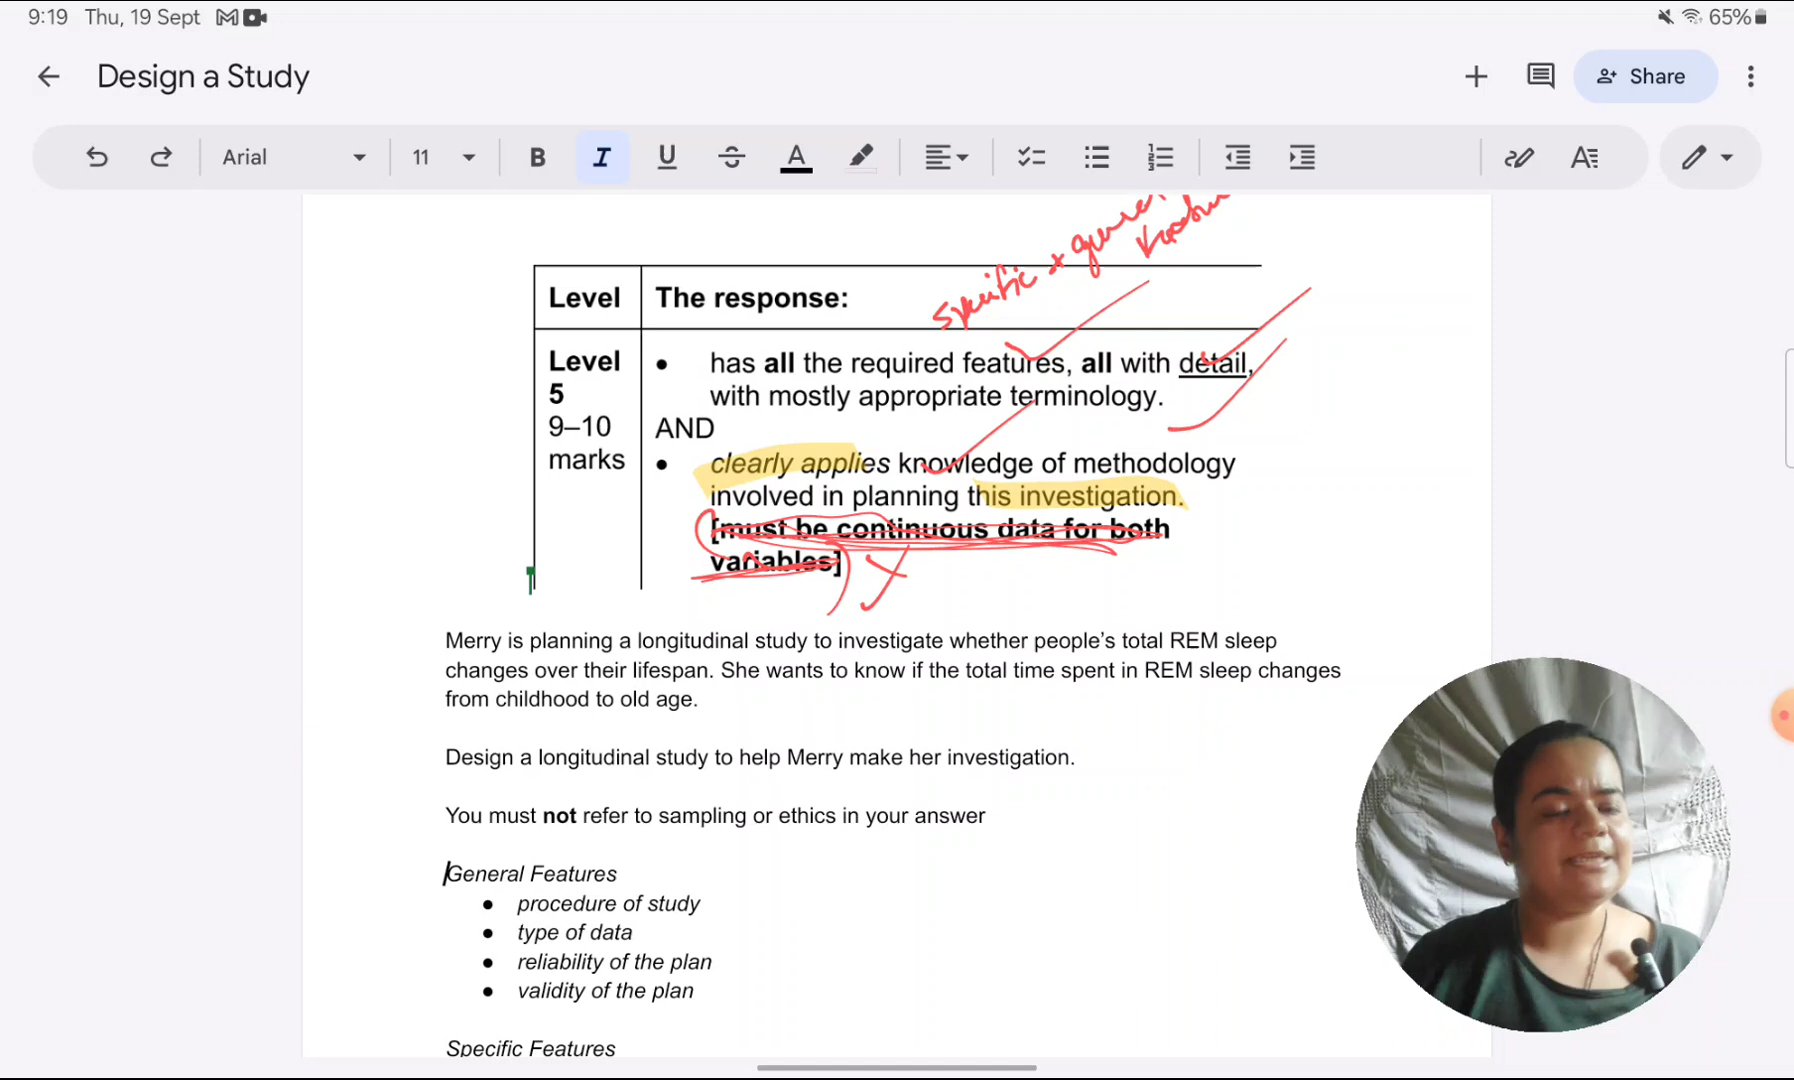 9:19 Thu, 19 Sept 65%
Design a Study
Share
Arial 11 B I U A
specific +
Level The response:
Level 5 9–10 marks
• has all the required features, all with detail,
with mostly appropriate terminology.
AND
• clearly applies knowledge of methodology
involved in planning this investigation.
[must be continuous data for both
variables]
Merry is planning a longitudinal study to investigate whether people's total REM sleep
changes over their lifespan. She wants to know if the total time spent in REM sleep changes
from childhood to old age.
Design a longitudinal study to help Merry make her investigation.
You must not refer to sampling or ethics in your answer
General Features
• procedure of study
• type of data
• reliability of the plan
• validity of the plan
Specific Features